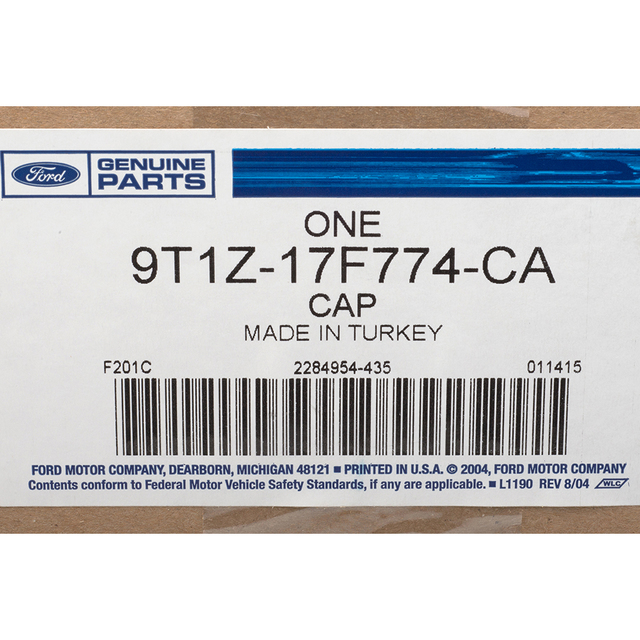 Ford GENUINE
PARTS
ONE
9T1Z-17F774-CA
CAP
MADE IN TURKEY
F201C 2284954-435 011415
FORD MOTOR COMPANY, DEARBORN, MICHIGAN 48121 ■ PRINTED IN U.S.A. © 2004, FORD MOTOR COMPANY
Contents conform to Federal Motor Vehicle Safety Standards, if any are applicable. ■ L1190 REV 8/04 WLC